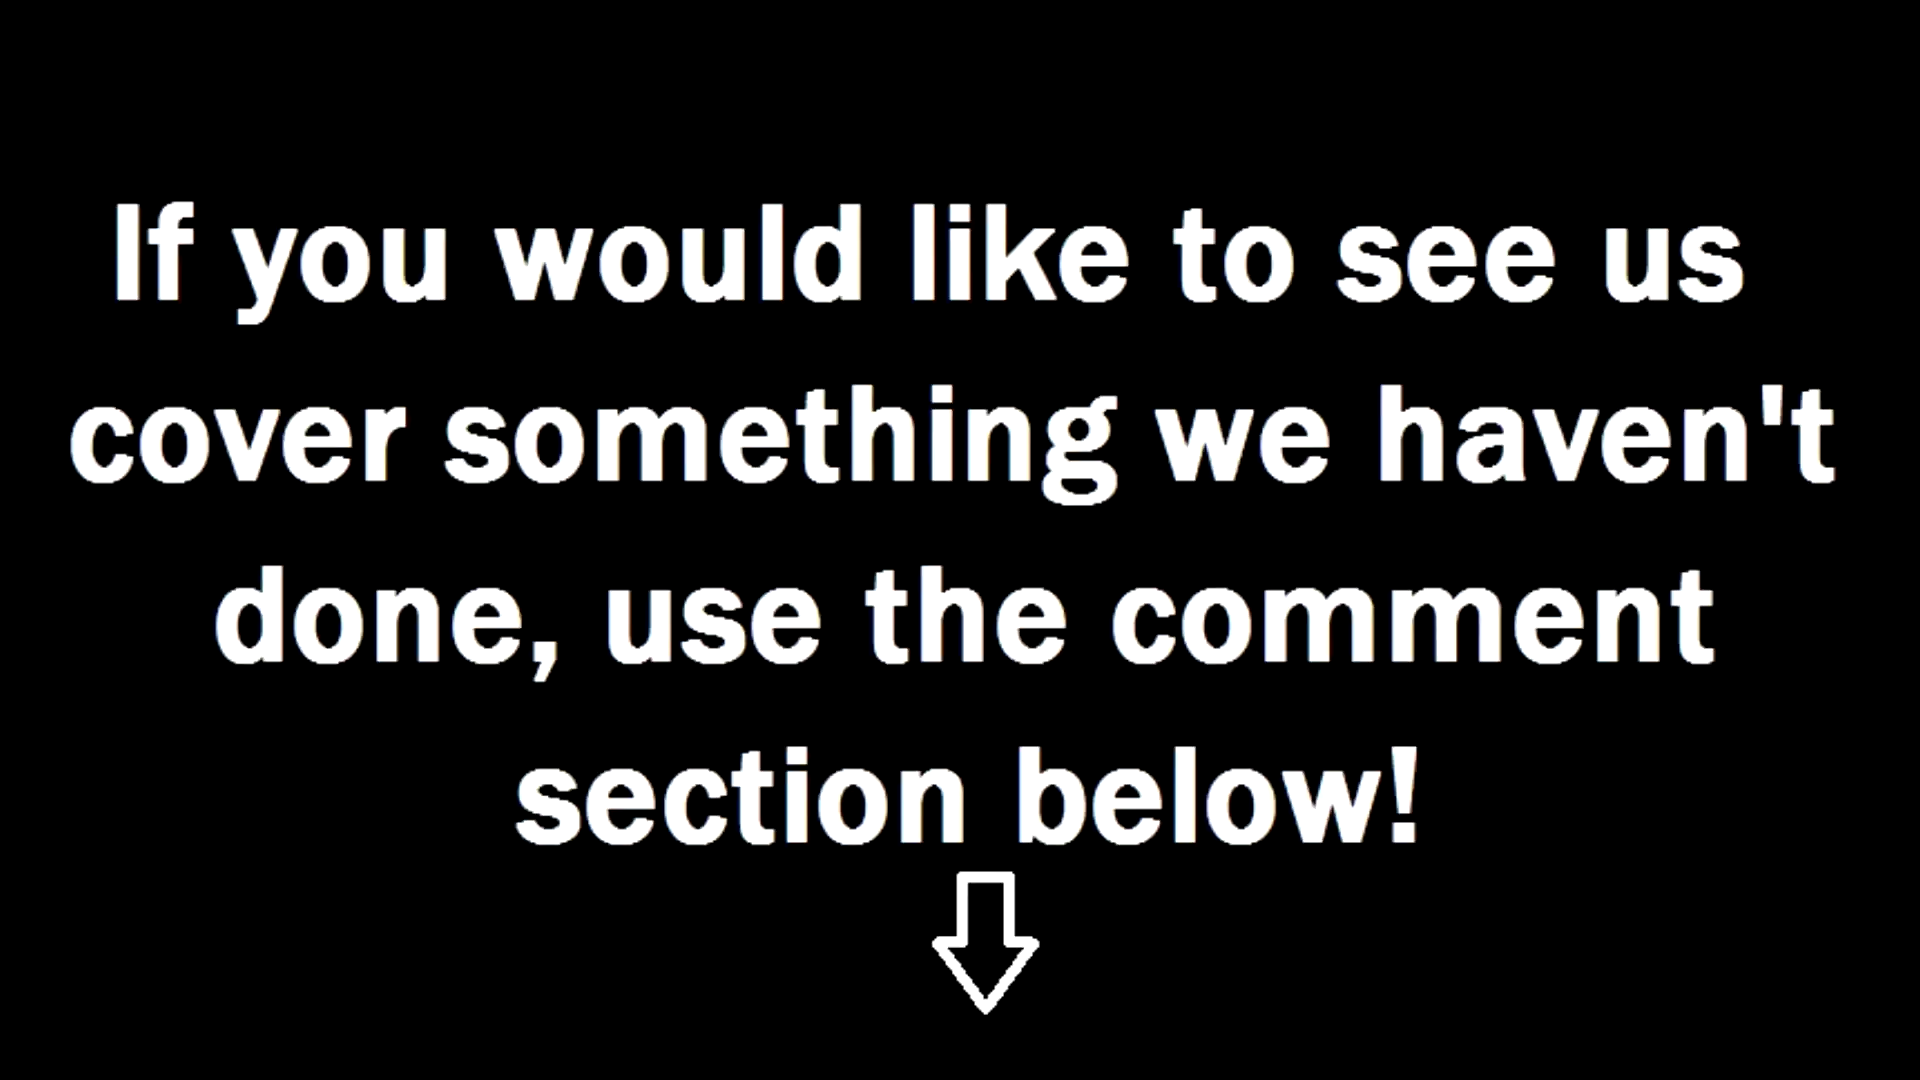 If you would like to see us
cover something we haven't
done, use the comment
section below!